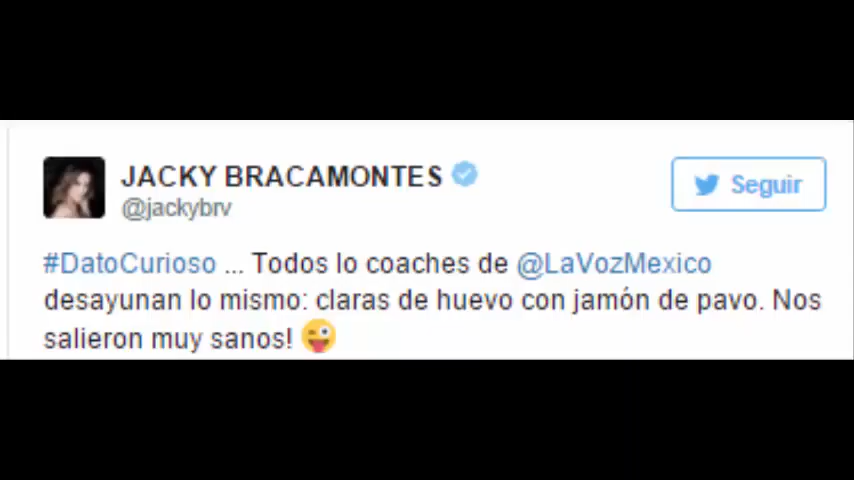 JACKY BRACAMONTES
@jackybrv
Seguir
#DatoCurioso ... Todos lo coaches de @LaVozMexico
desayunan lo mismo: claras de huevo con jamón de pavo. Nos
salieron muy sanos! 😜